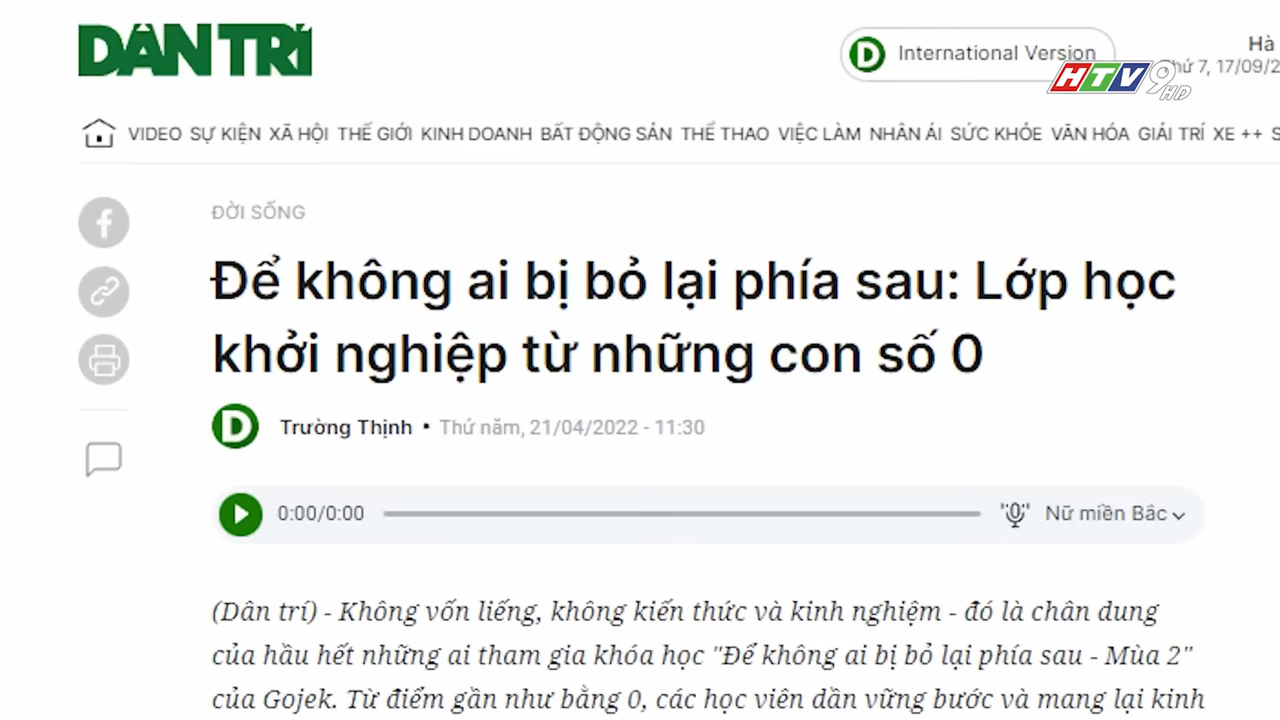 DÂN TRÍ
International Version
Hà
Thứ 7, 17/09/2
HTV9 HD
VIDEO SỰ KIỆN XÃ HỘI THẾ GIỚI KINH DOANH BẤT ĐỘNG SẢN THỂ THAO VIỆC LÀM NHÂN ÁI SỨC KHỎE VĂN HÓA GIẢI TRÍ XE ++ S
ĐỜI SỐNG
Để không ai bị bỏ lại phía sau: Lớp học
khởi nghiệp từ những con số 0
Trường Thịnh • Thứ năm, 21/04/2022 - 11:30
0:00/0:00
Nữ miền Bắc
(Dân trí) - Không vốn liếng, không kiến thức và kinh nghiệm - đó là chân dung
của hầu hết những ai tham gia khóa học "Để không ai bị bỏ lại phía sau - Mùa 2"
của Gojek. Từ điểm gần như bằng 0, các học viên dần vững bước và mang lại kinh